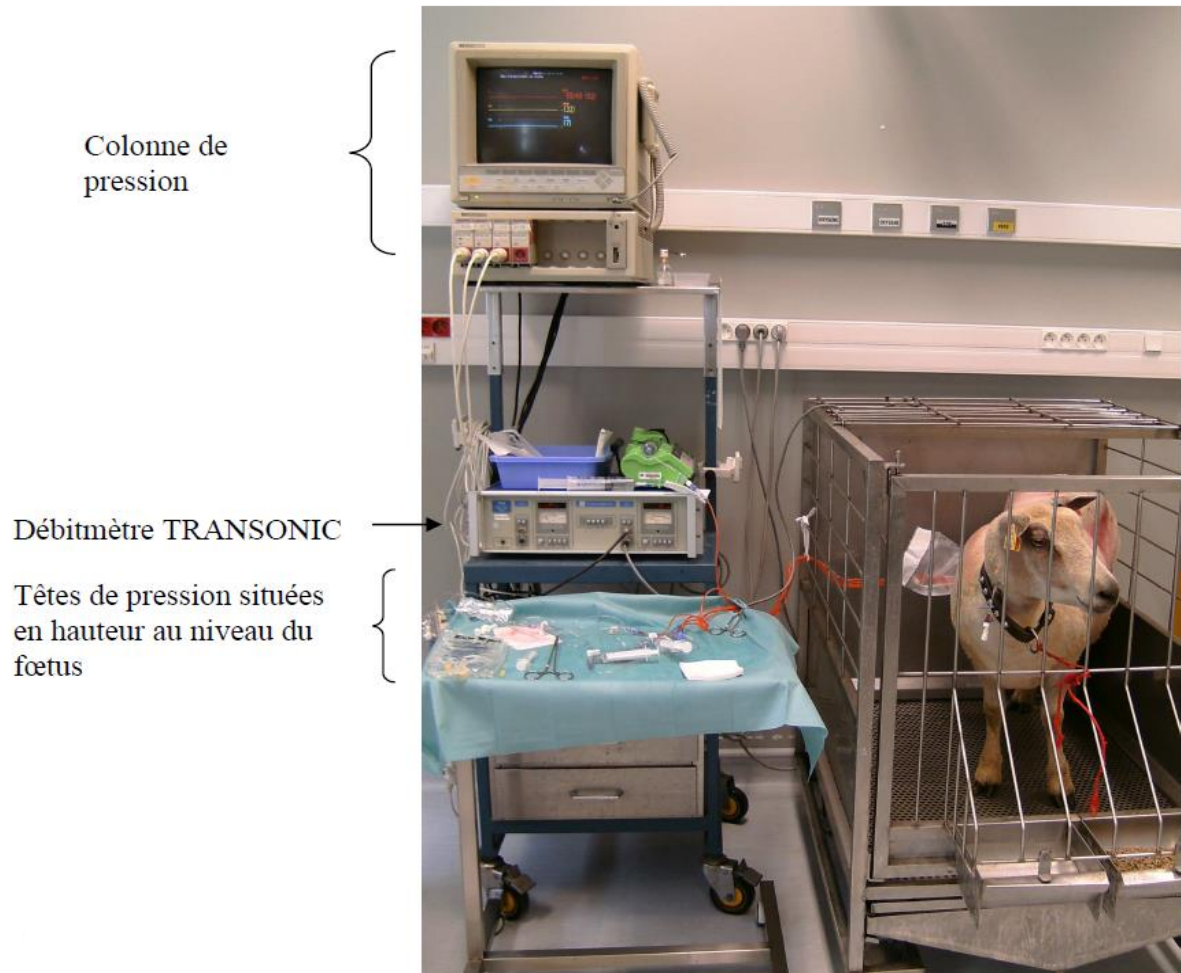 Colonne de
pression
Débitmètre TRANSONIC
Têtes de pression situées
en hauteur au niveau du
fœtus